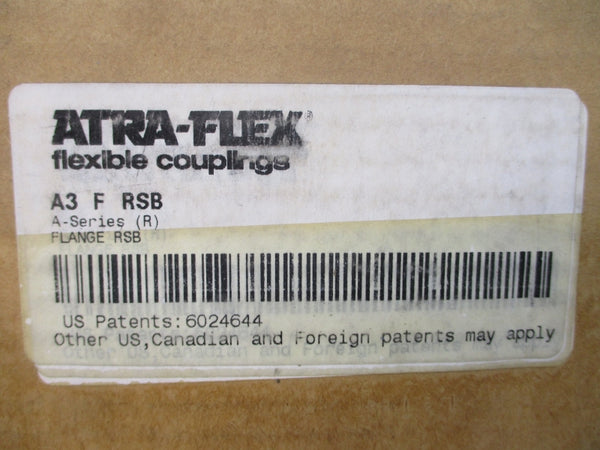 ATRA-FLEX
flexible couplings
A3 F RSB
A-Series (R)
FLANGE RSB
US Patents:6024644
Other US,Canadian and Foreign patents may apply